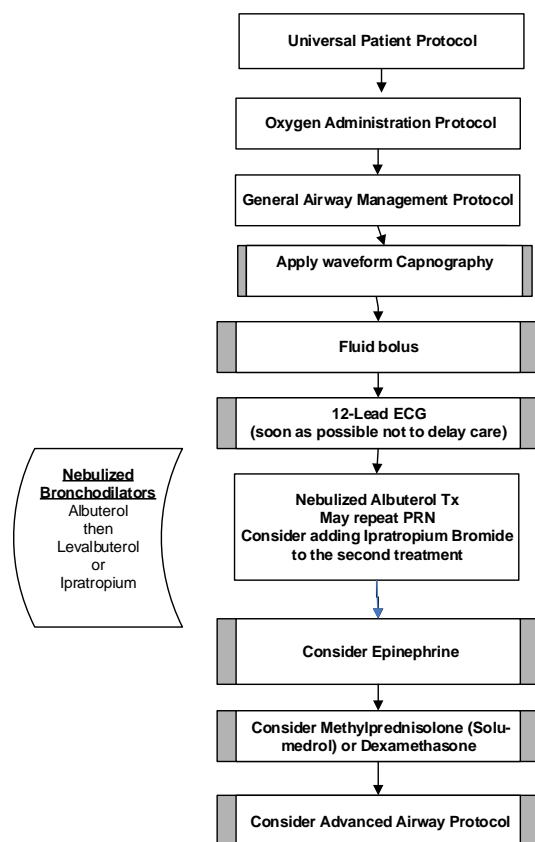 Universal Patient Protocol
Oxygen Administration Protocol
General Airway Management Protocol
Apply waveform Capnography
Fluid bolus
12-Lead ECG
(soon as possible not to delay care)
Nebulized
Bronchodilators
Albuterol
then
Levalbuterol
or
Ipratropium
Nebulized Albuterol Tx
May repeat PRN
Consider adding Ipratropium Bromide
to the second treatment
Consider Epinephrine
Consider Methylprednisolone (Solu-
medrol) or Dexamethasone
Consider Advanced Airway Protocol